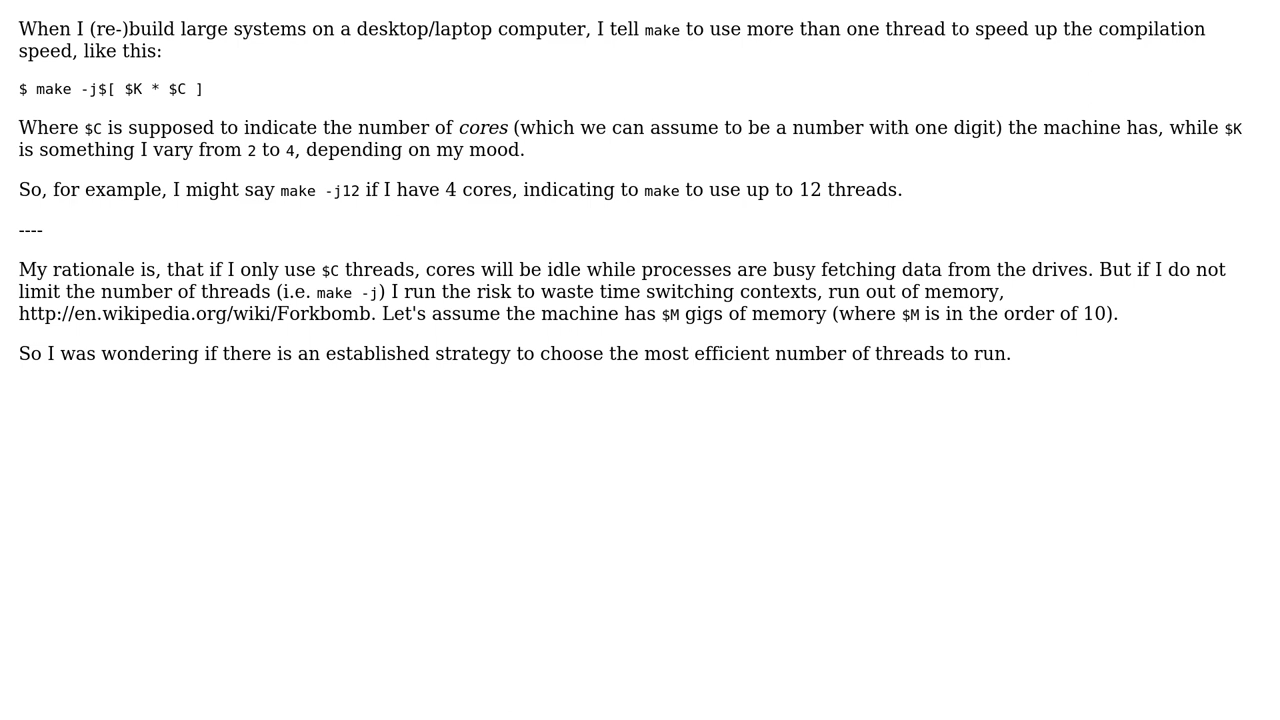 When I (re-)build large systems on a desktop/laptop computer, I tell make to use more than one thread to speed up the compilation
speed, like this:
$ make -j$[ $K * $C ]
Where $C is supposed to indicate the number of cores (which we can assume to be a number with one digit) the machine has, while $K
is something I vary from 2 to 4, depending on my mood.
So, for example, I might say make -j12 if I have 4 cores, indicating to make to use up to 12 threads.
----
My rationale is, that if I only use $C threads, cores will be idle while processes are busy fetching data from the drives. But if I do not
limit the number of threads (i.e. make -j) I run the risk to waste time switching contexts, run out of memory,
http://en.wikipedia.org/wiki/Forkbomb. Let's assume the machine has $M gigs of memory (where $M is in the order of 10).
So I was wondering if there is an established strategy to choose the most efficient number of threads to run.